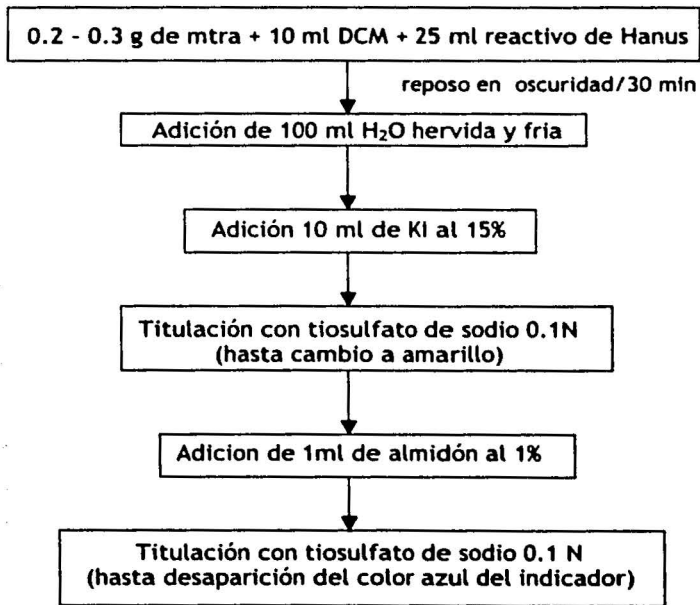 0.2 - 0.3 g de mtra + 10 ml DCM + 25 ml reactivo de Hanus
reposo en oscuridad/30 min
Adición de 100 ml H₂O hervida y fria
Adición 10 ml de KI al 15%
Titulación con tiosulfato de sodio 0.1N
(hasta cambio a amarillo)
Adicion de 1ml de almidón al 1%
Titulación con tiosulfato de sodio 0.1 N
(hasta desaparición del color azul del indicador)